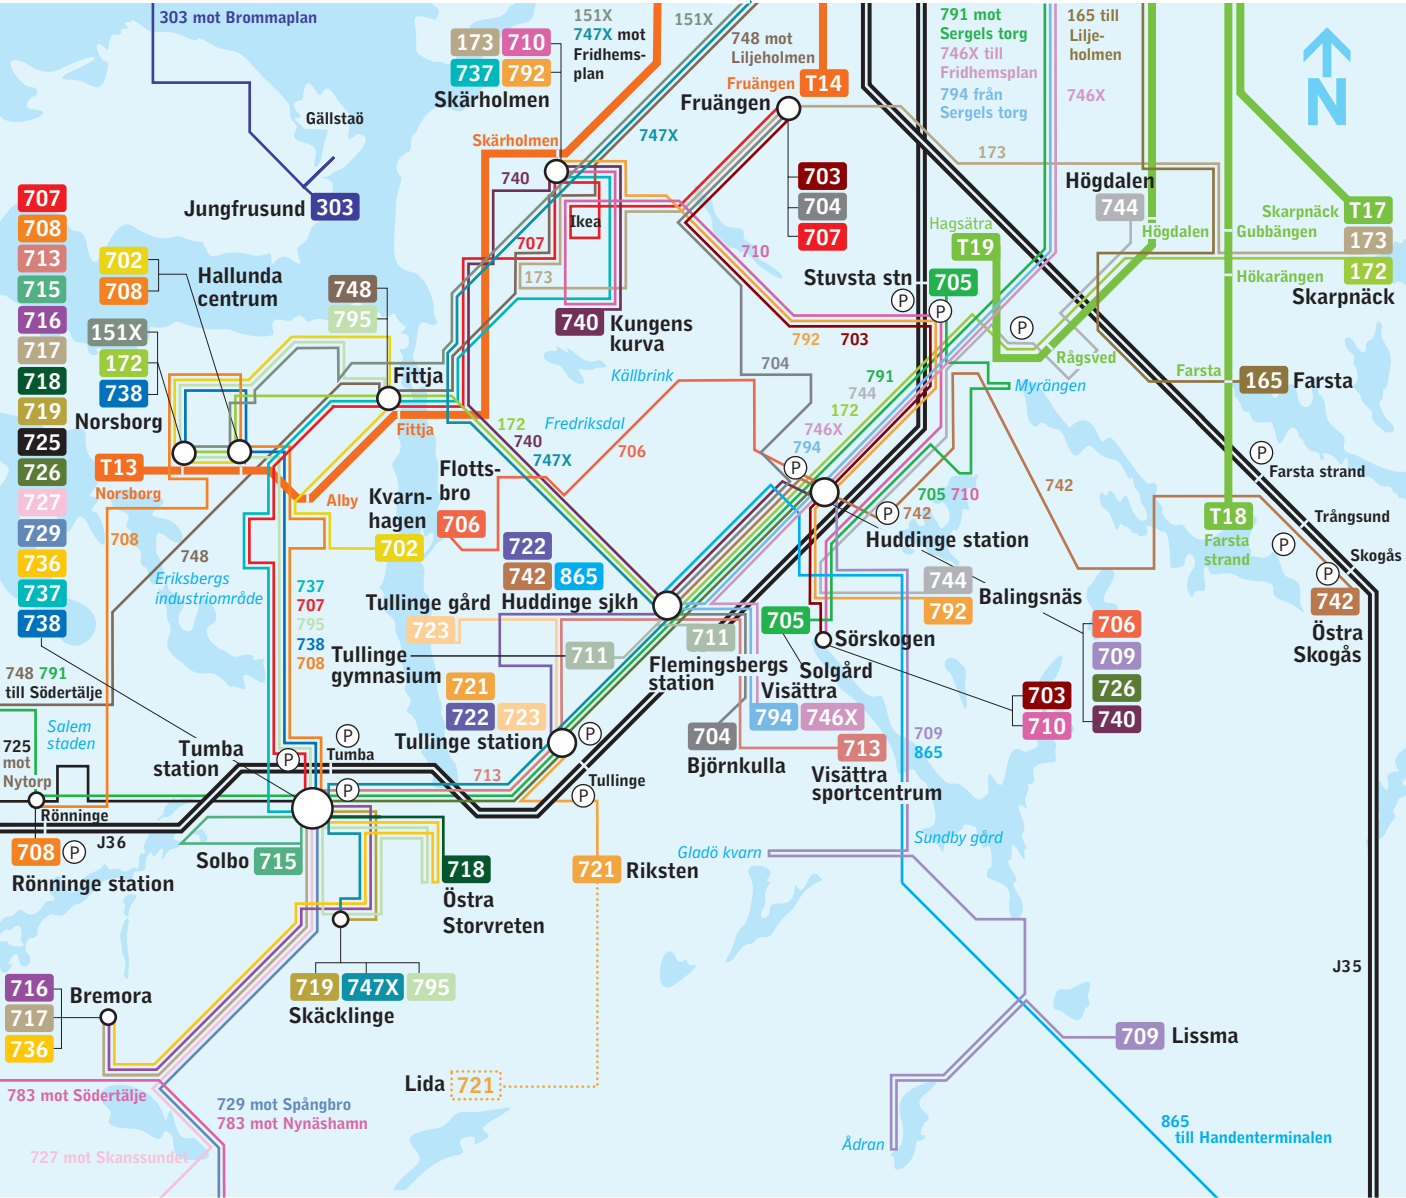 303 mot Brommaplan
Gällstaö
Jungfrusund 303
151X
747X mot
Fridhems-
plan
151X
748 mot
Liljeholmen
747X
173 710
737 792
Skärholmen
Skärholmen
Fruängen T14
Fruängen
703
704
707
791 mot
Sergels torg
746X till
Fridhemsplan
794 från
Sergels torg
165 till
Lilje-
holmen
746X
N
173
Högdalen
744
Högdalen
Hagsätra
T19
Skarpnäck T17
Gubbängen
173
Hökarängen
172
Skarpnäck
740
Ikea
707
173
710
Stuvsta stn 705
P
P
P
740 Kungens
kurva
792 703
704
Rågsved
Myrängen
Farsta
165 Farsta
707
708
713
715
716
717
718
719
725
726
727
729
736
737
738
702
708
Hallunda
centrum
151X
172
738
Norsborg
748
795
Fittja
Fittja
T13
Norsborg
Alby
708
748
Eriksbergs
industriområde
Kvarn-
hagen
702
Källbrink
Fredriksdal
706
172
740
747X
Flotts-
bro
706
791
744
172
746X
794
P
705 710
742
P
742
Huddinge station
P
Farsta strand
Trångsund
T18
Farsta
strand
P
Skogås
P
742
Östra
Skogås
722
742 865
Huddinge sjkh
737
707
795
738
708
Tullinge gård
723
Tullinge
gymnasium
711
721
722 723
Tullinge station
P
Tullinge
P
711
Flemingsbergs
station
705
Solgård
Sörskogen
744
792
Balingsnäs
706
709
726
740
703
710
Visättra
794 746X
704
Björnkulla
713
Visättra
sportcentrum
709
865
748 791
till Södertälje
Salem
staden
725
mot
Nytorp
Tumba
station
P
P
Tumba
P
713
Rönninge
J36
708 P
Rönninge station
Solbo 715
718
Östra
Storvreten
721 Riksten
Gladö kvarn
Sundby gård
719 747X 795
Skäcklinge
716
717
736
Bremora
J35
709 Lissma
Lida 721
783 mot Södertälje
729 mot Spångbro
783 mot Nynäshamn
727 mot Skanssundet
Ådran
865
till Handenterminalen